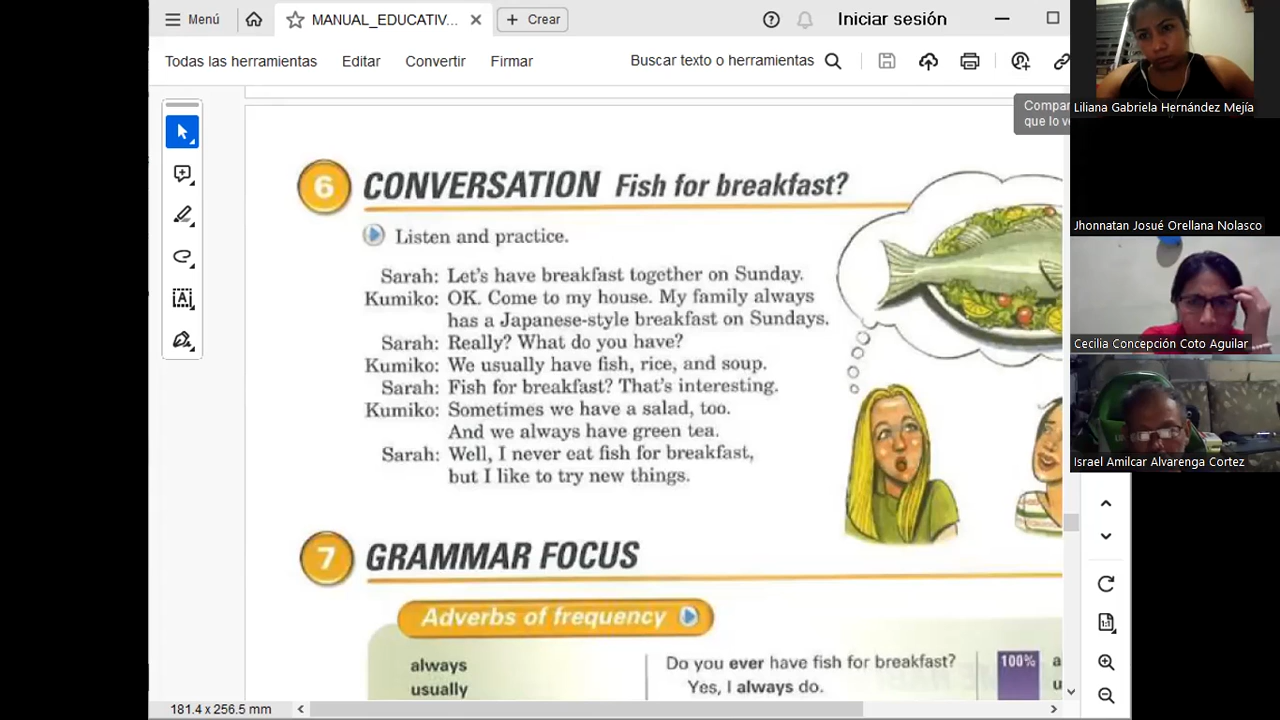 Menú
MANUAL_EDUCATIV...
Crear
Iniciar sesión
Todas las herramientas
Editar
Convertir
Firmar
Buscar texto o herramientas
Compar
que lo v
6 CONVERSATION Fish for breakfast?
Listen and practice.
Sarah: Let's have breakfast together on Sunday.
Kumiko: OK. Come to my house. My family always
has a Japanese-style breakfast on Sundays.
Sarah: Really? What do you have?
Kumiko: We usually have fish, rice, and soup.
Sarah: Fish for breakfast? That's interesting.
Kumiko: Sometimes we have a salad, too.
And we always have green tea.
Sarah: Well, I never eat fish for breakfast,
but I like to try new things.
7 GRAMMAR FOCUS
Adverbs of frequency
always
usually
Do you ever have fish for breakfast?
Yes, I always do.
100%
a
u
181.4 x 256.5 mm
1:1
Liliana Gabriela Hernández Mejía
Jhonnatan Josué Orellana Nolasco
Cecilia Concepción Coto Aguilar
Israel Amilcar Alvarenga Cortez